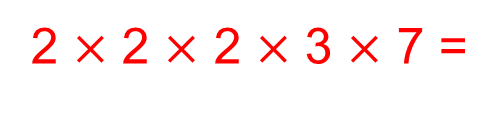 2 × 2 × 2 × 3 × 7 =